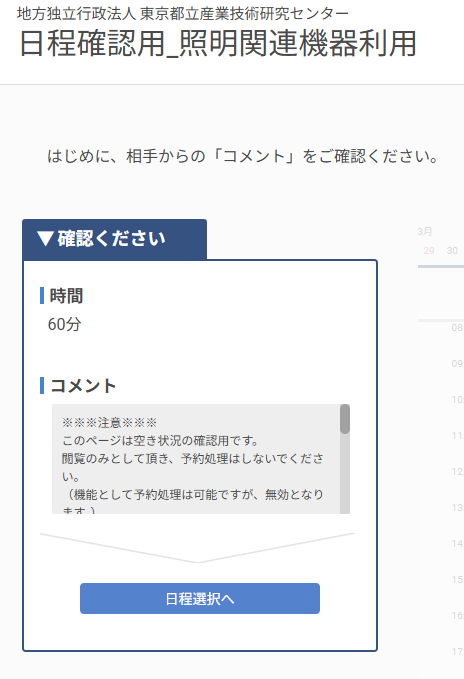 地方独立行政法人 東京都立産業技術研究センター
日程確認用_照明関連機器利用
はじめに、相手からの「コメント」をご確認ください。
▼確認ください
時間
60分
コメント
※※※注意※※※
このページは空き状況の確認用です。
閲覧のみとして頂き、予約処理はしないでくださ
い。
（機能として予約処理は可能ですが、無効となり
ます。）
日程選択へ
3月
29 30
08:
09:
10:
11:
12:
13:
14:
15:
16:
17: